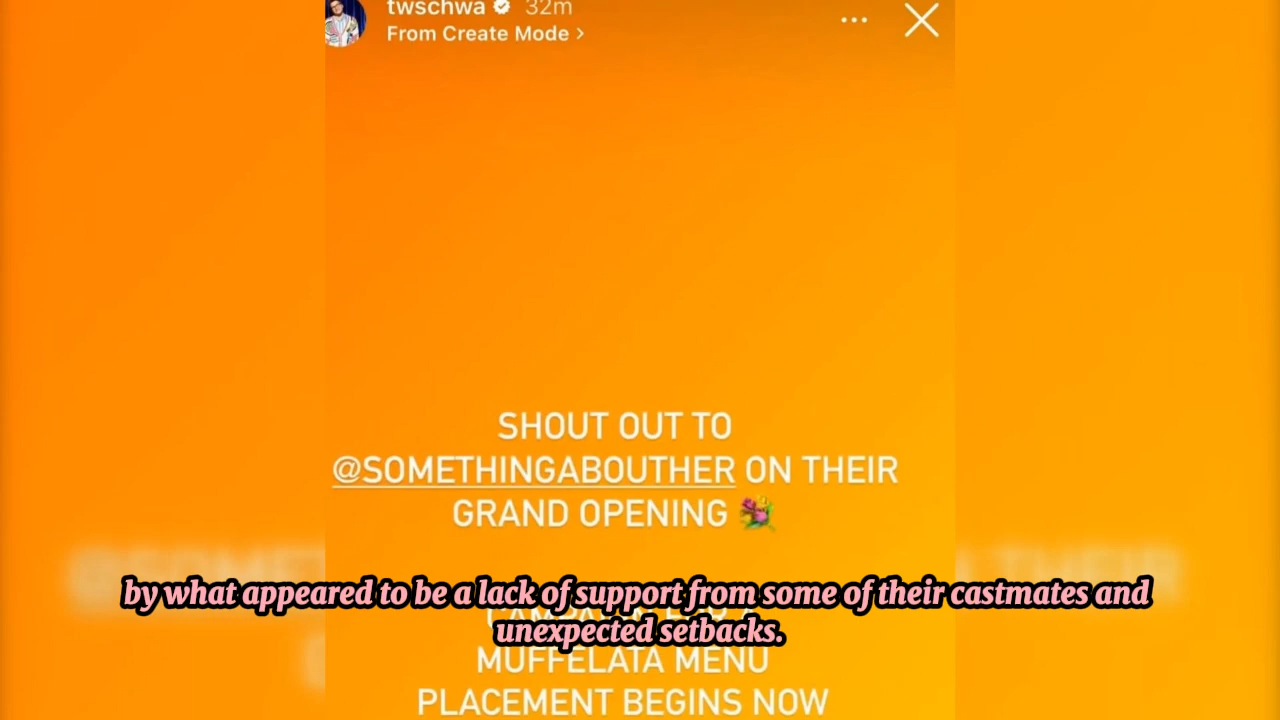 twschwa 32m
From Create Mode >
SHOUT OUT TO
@SOMETHINGABOUTHER ON THEIR
GRAND OPENING
by what appeared to be a lack of support from some of their castmates and
unexpected setbacks.
MUFFELATA MENU
PLACEMENT BEGINS NOW